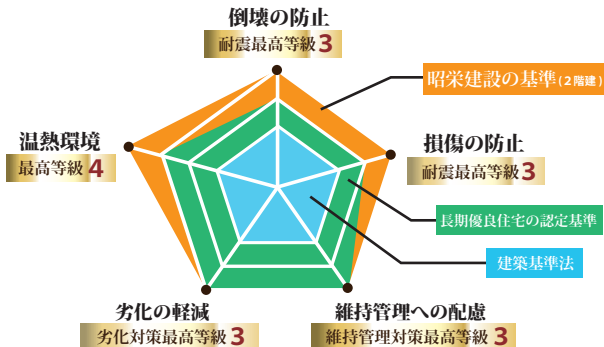 倒壊の防止
耐震最高等級3
昭栄建設の基準(2階建)
温熱環境
最高等級4
損傷の防止
耐震最高等級3
長期優良住宅の認定基準
建築基準法
劣化の軽減
劣化対策最高等級3
維持管理への配慮
維持管理対策最高等級3